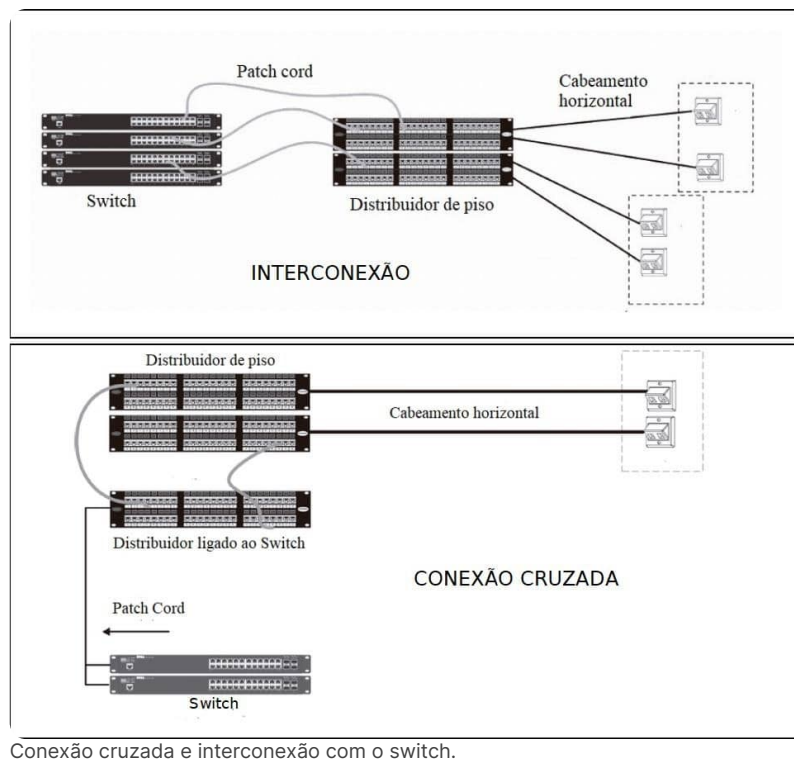 Patch cord
Cabeamento
horizontal
Switch
Distribuidor de piso
INTERCONEXÃO
Distribuidor de piso
Cabeamento horizontal
Distribuidor ligado ao Switch
CONEXÃO CRUZADA
Patch Cord
Switch
Conexão cruzada e interconexão com o switch.